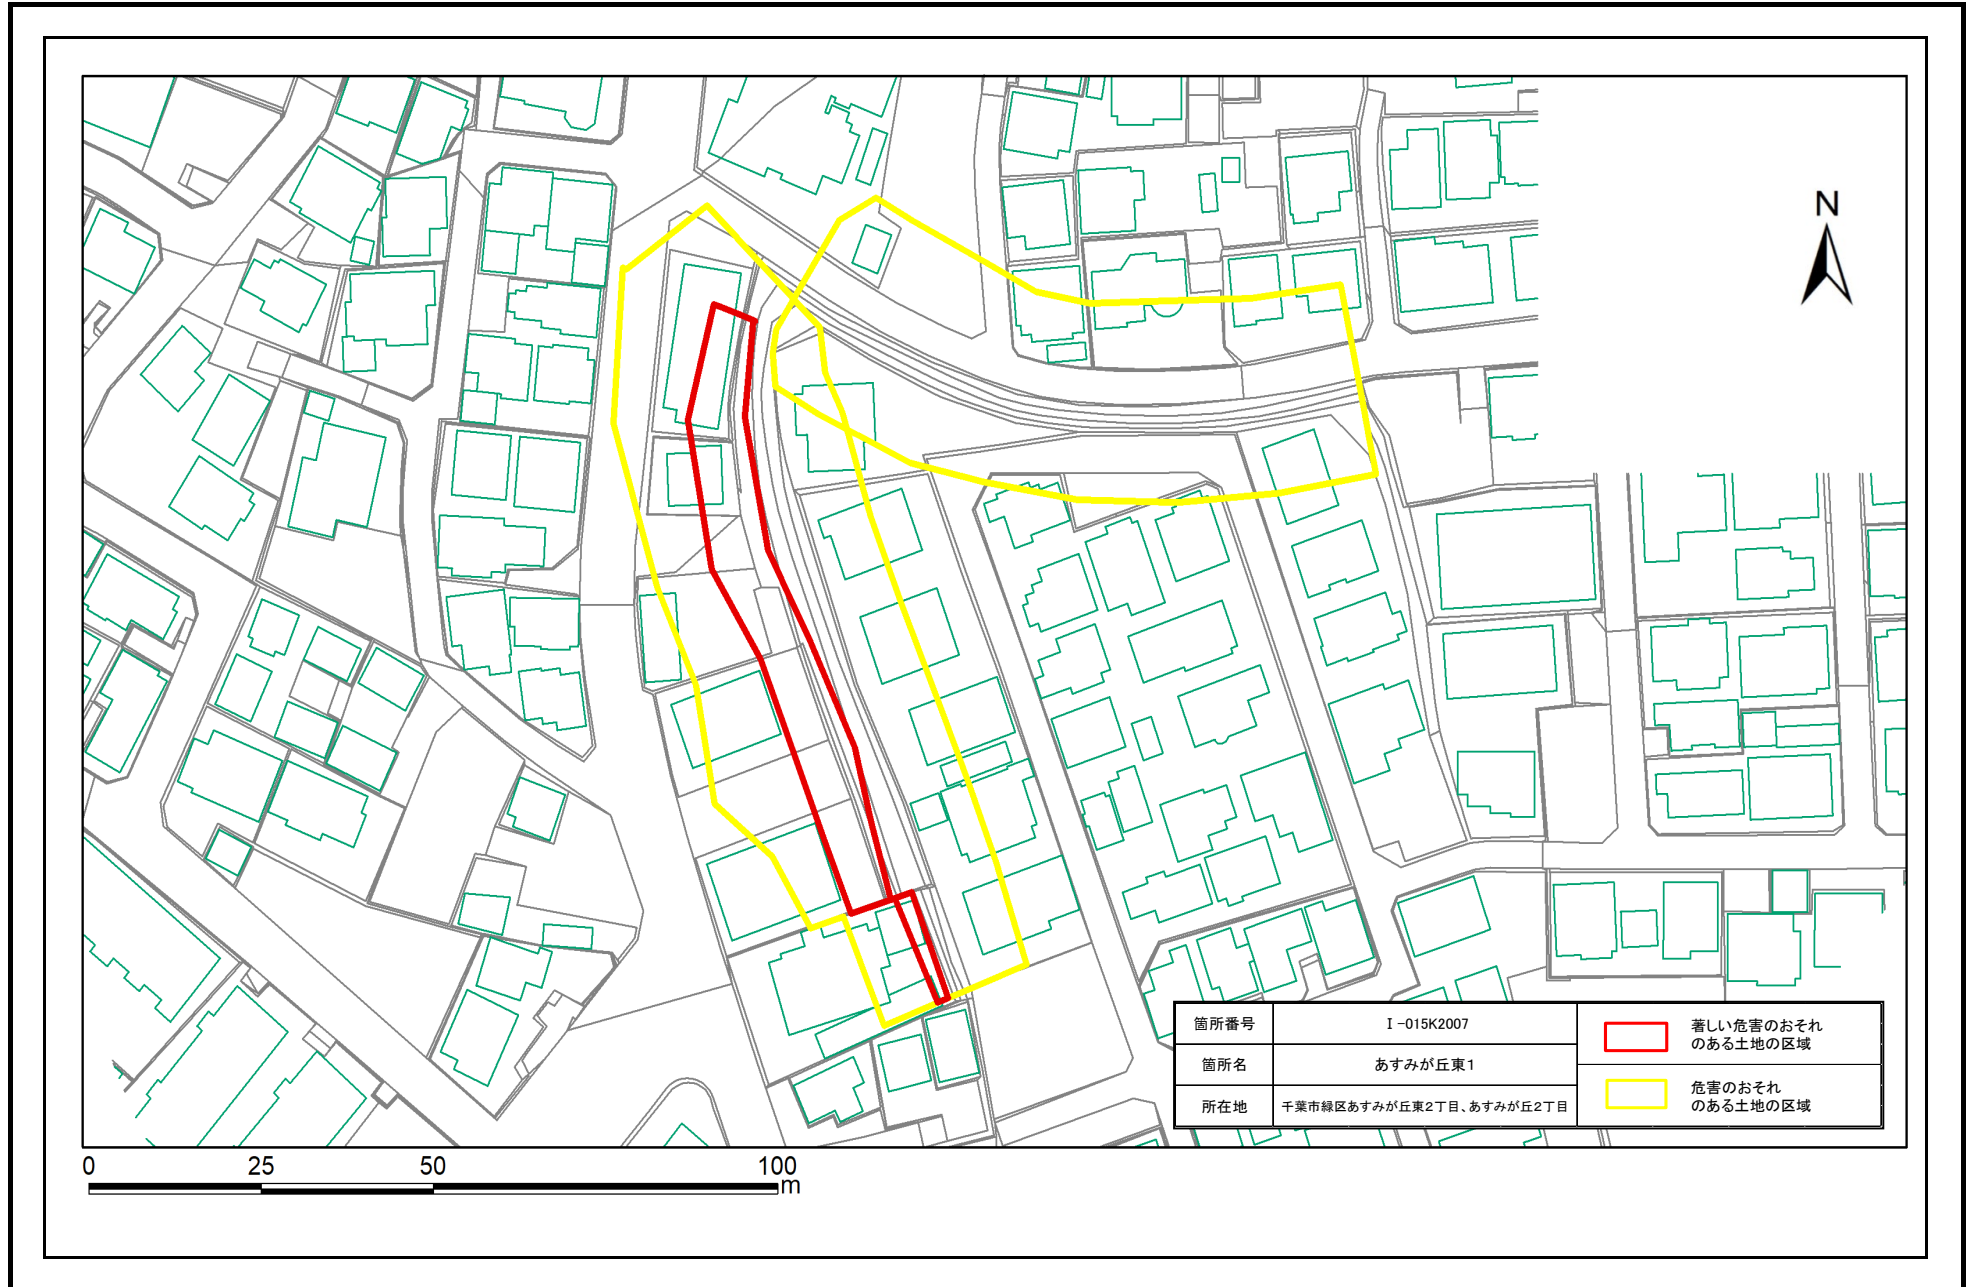 N
箇所番号 Ⅰ-015K2007
著しい危害のおそれ
のある土地の区域
箇所名 あすみが丘東1
危害のおそれ
のある土地の区域
所在地 千葉市緑区あすみが丘東2丁目、あすみが丘2丁目
0 25 50 100
m